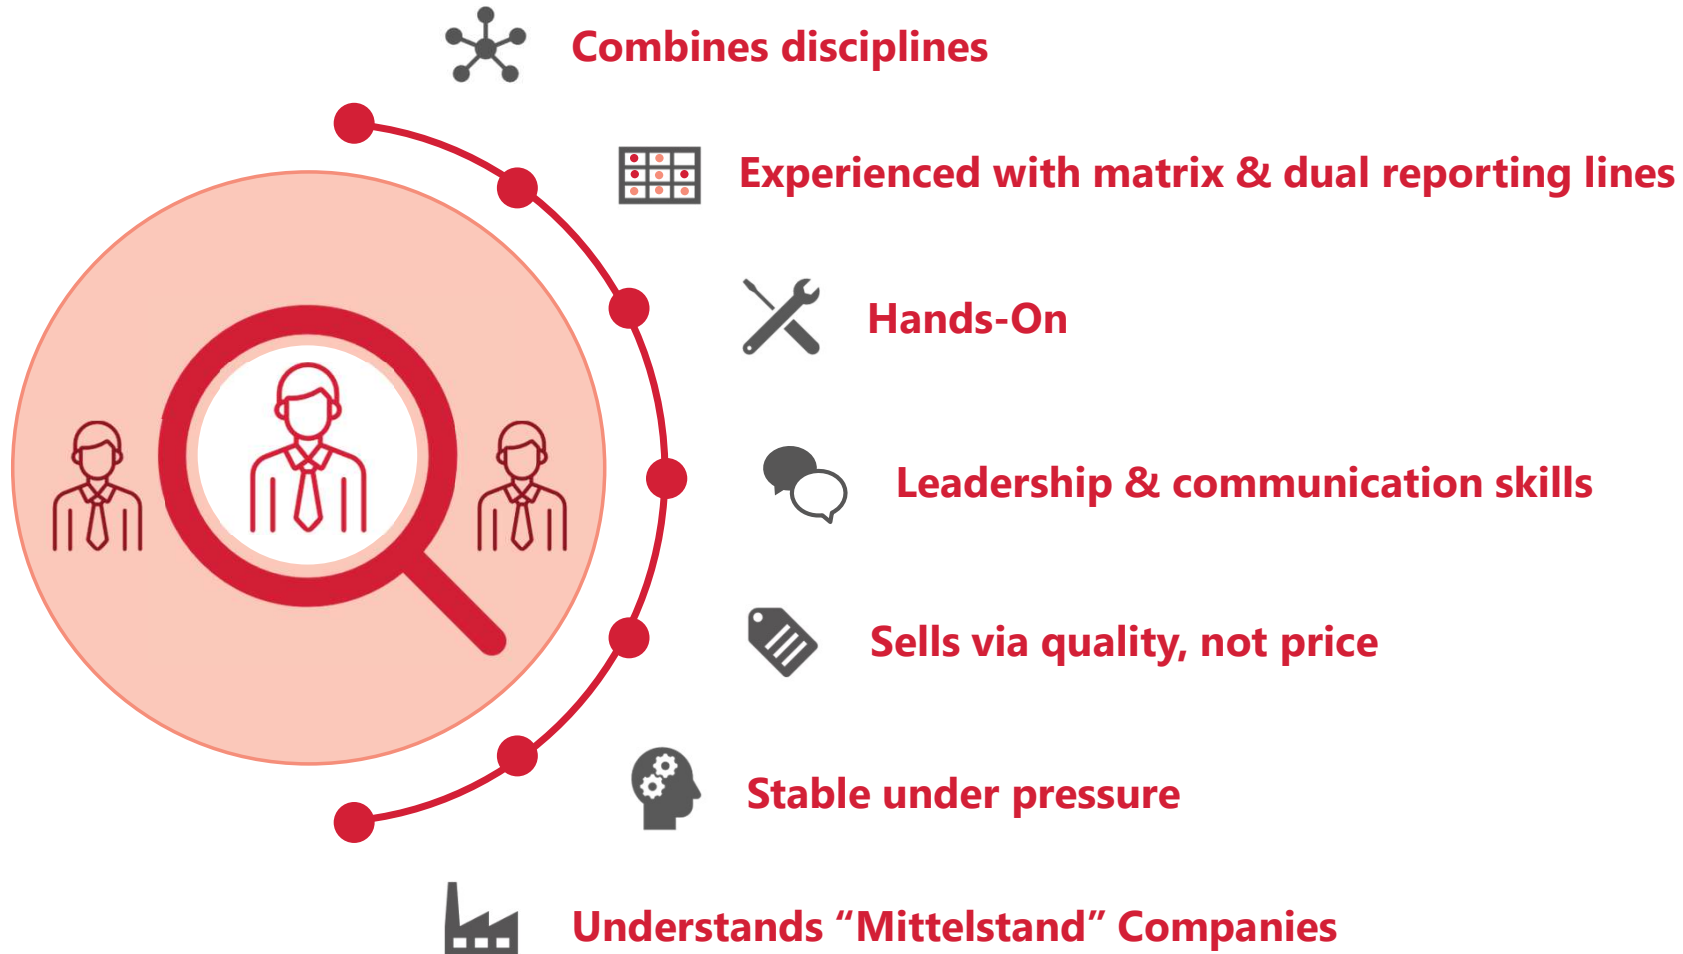 Combines disciplines
Experienced with matrix & dual reporting lines
Hands-On
Leadership & communication skills
Sells via quality, not price
Stable under pressure
Understands “Mittelstand” Companies